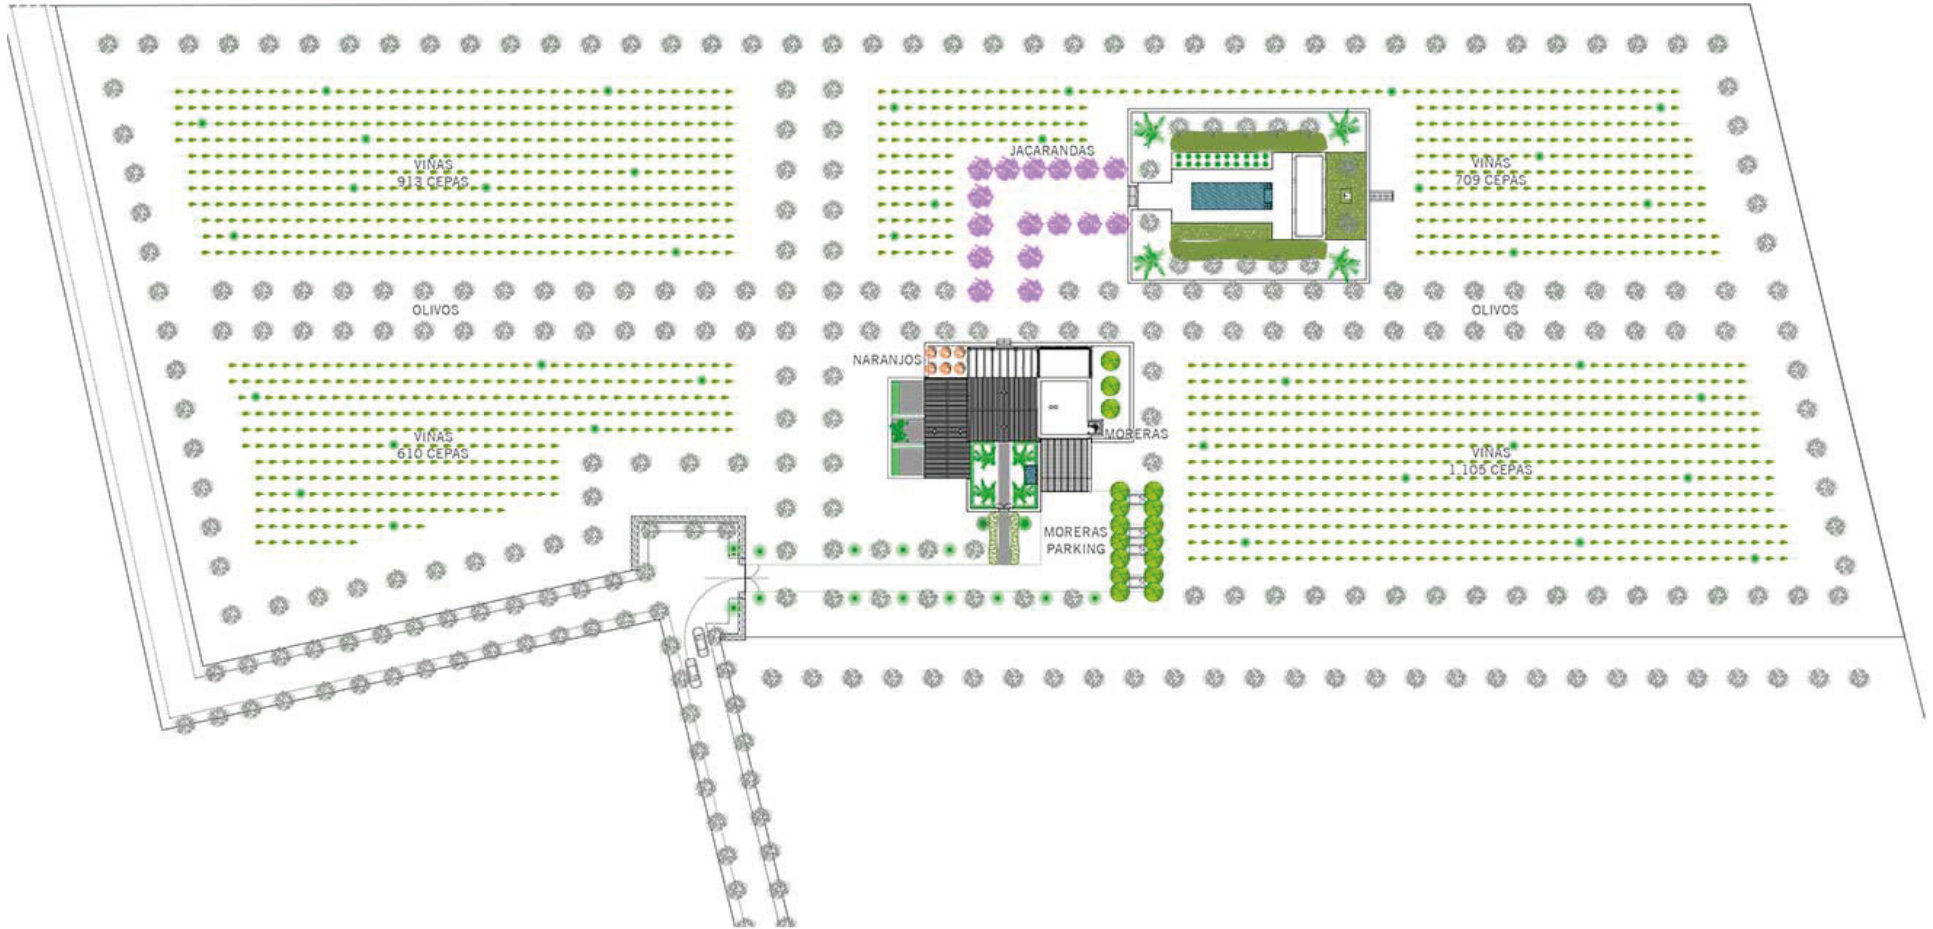 JACARANDAS
VIÑAS
913 CEPAS
VIÑAS
709 CEPAS
OLIVOS
OLIVOS
NARANJOS
VIÑAS
610 CEPAS
MORERAS
VIÑAS
1.105 CEPAS
MORERAS
PARKING